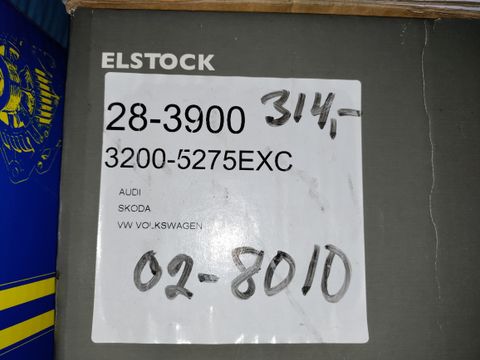 ELSTOCK
28-3900 314,-
3200-5275EXC
AUDI
SKODA
VW VOLKSWAGEN
02-8010